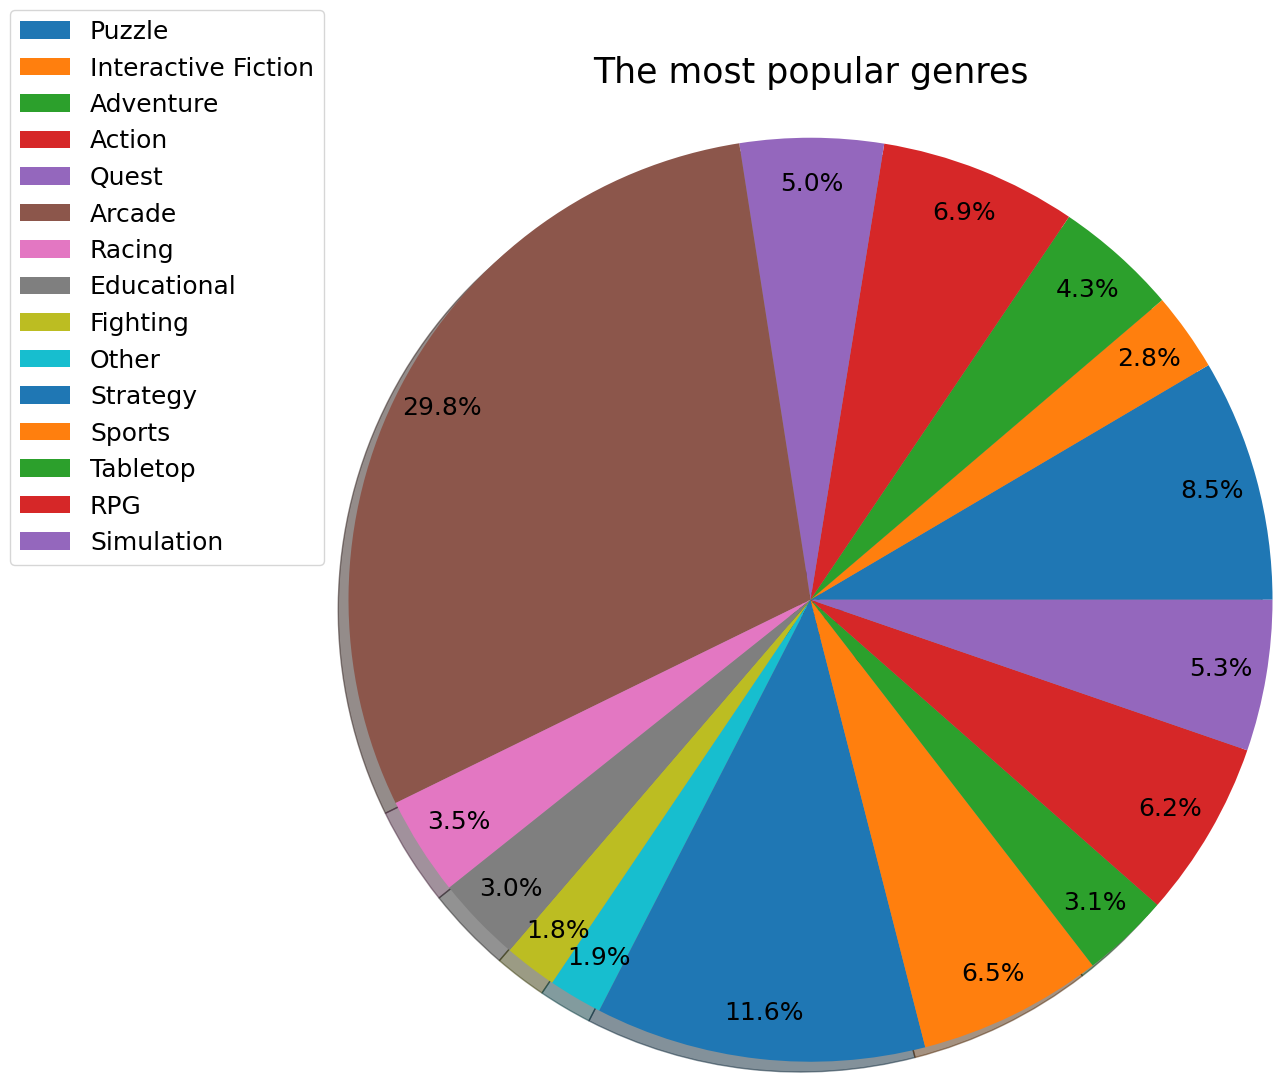 Puzzle
Interactive Fiction
Adventure
Action
Quest
Arcade
Racing
Educational
Fighting
Other
Strategy
Sports
Tabletop
RPG
Simulation
The most popular genres
5.0%
6.9%
4.3%
2.8%
29.8%
8.5%
5.3%
6.2%
3.5%
3.0%
3.1%
1.8%
1.9%
6.5%
11.6%